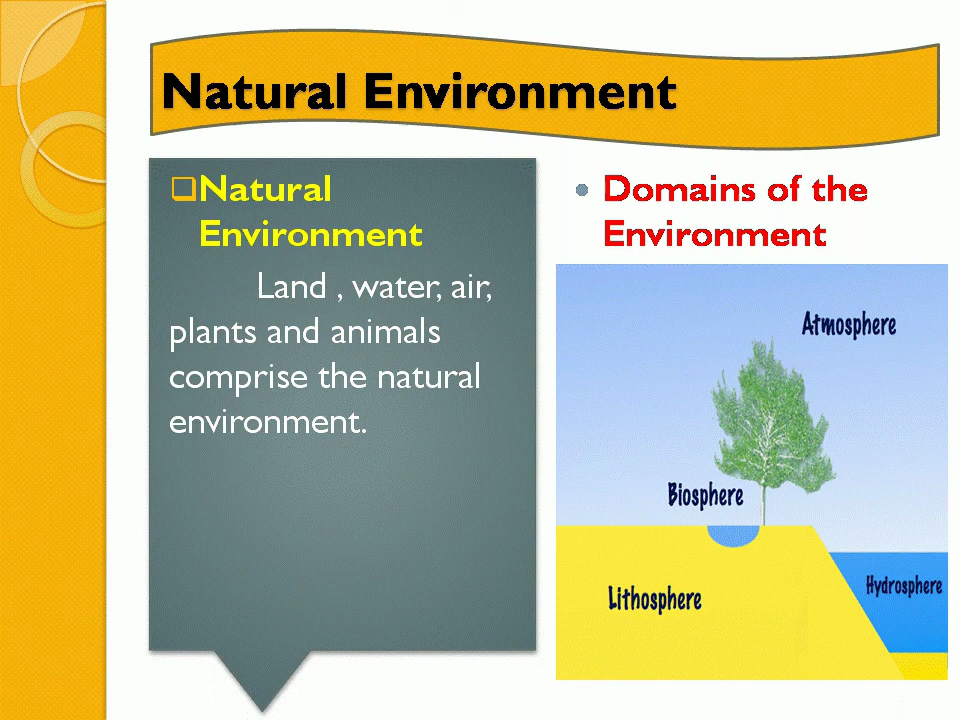 Natural Environment
Natural
Environment
Land , water, air,
plants and animals
comprise the natural
environment.
Domains of the
Environment
Atmosphere
Biosphere
Hydrosphere
Lithosphere